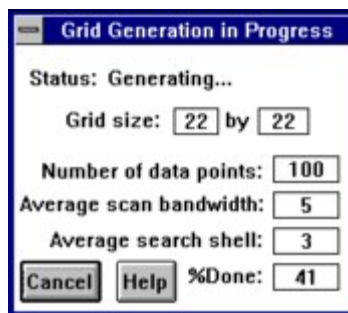 Grid Generation in Progress
Status: Generating...
Grid size: 22 by 22
Number of data points: 100
Average scan bandwidth: 5
Average search shell: 3
Cancel Help %Done: 41